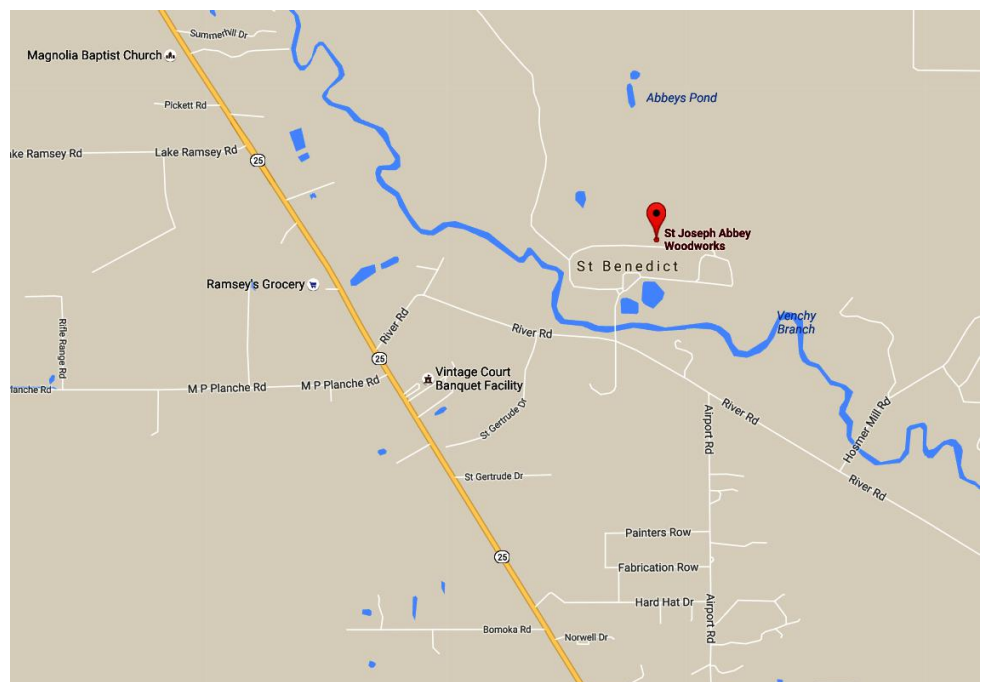 Summerhill Dr
Magnolia Baptist Church
Abbeys Pond
Pickett Rd
ke Ramsey Rd
Lake Ramsey Rd
25
St Joseph Abbey
Woodworks
St Benedict
Ramsey's Grocery
River Rd
Venchy
Branch
River Rd
Rifle Range Rd
25
Vintage Court
Banquet Facility
lanche Rd
M P Planche Rd
M P Planche Rd
St Gertrude Dr
Airport Rd
River Rd
Hosmer Mill Rd
St Gertrude Dr
River Rd
Painters Row
25
Fabrication Row
Hard Hat Dr
Airport Rd
Bomoka Rd
Norwell Dr